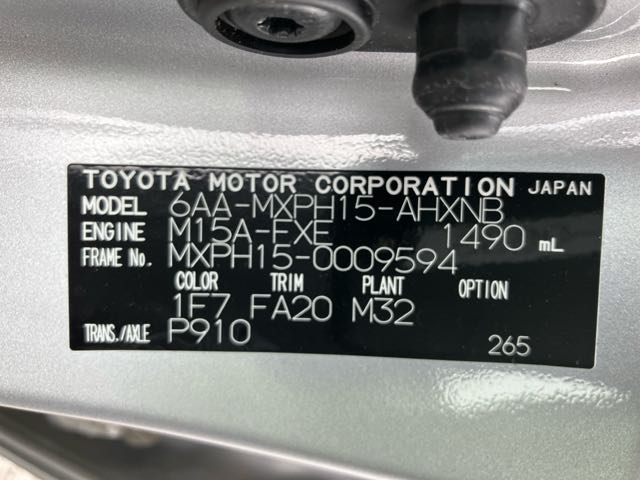 TOYOTA MOTOR CORPORATION JAPAN
MODEL 6AA-MXPH15-AHXNB
ENGINE M15A-FXE 1490 mL
FRAME No. MXPH15-0009594
COLOR TRIM PLANT OPTION
1F7 FA20 M32
TRANS./AXLE P910
265